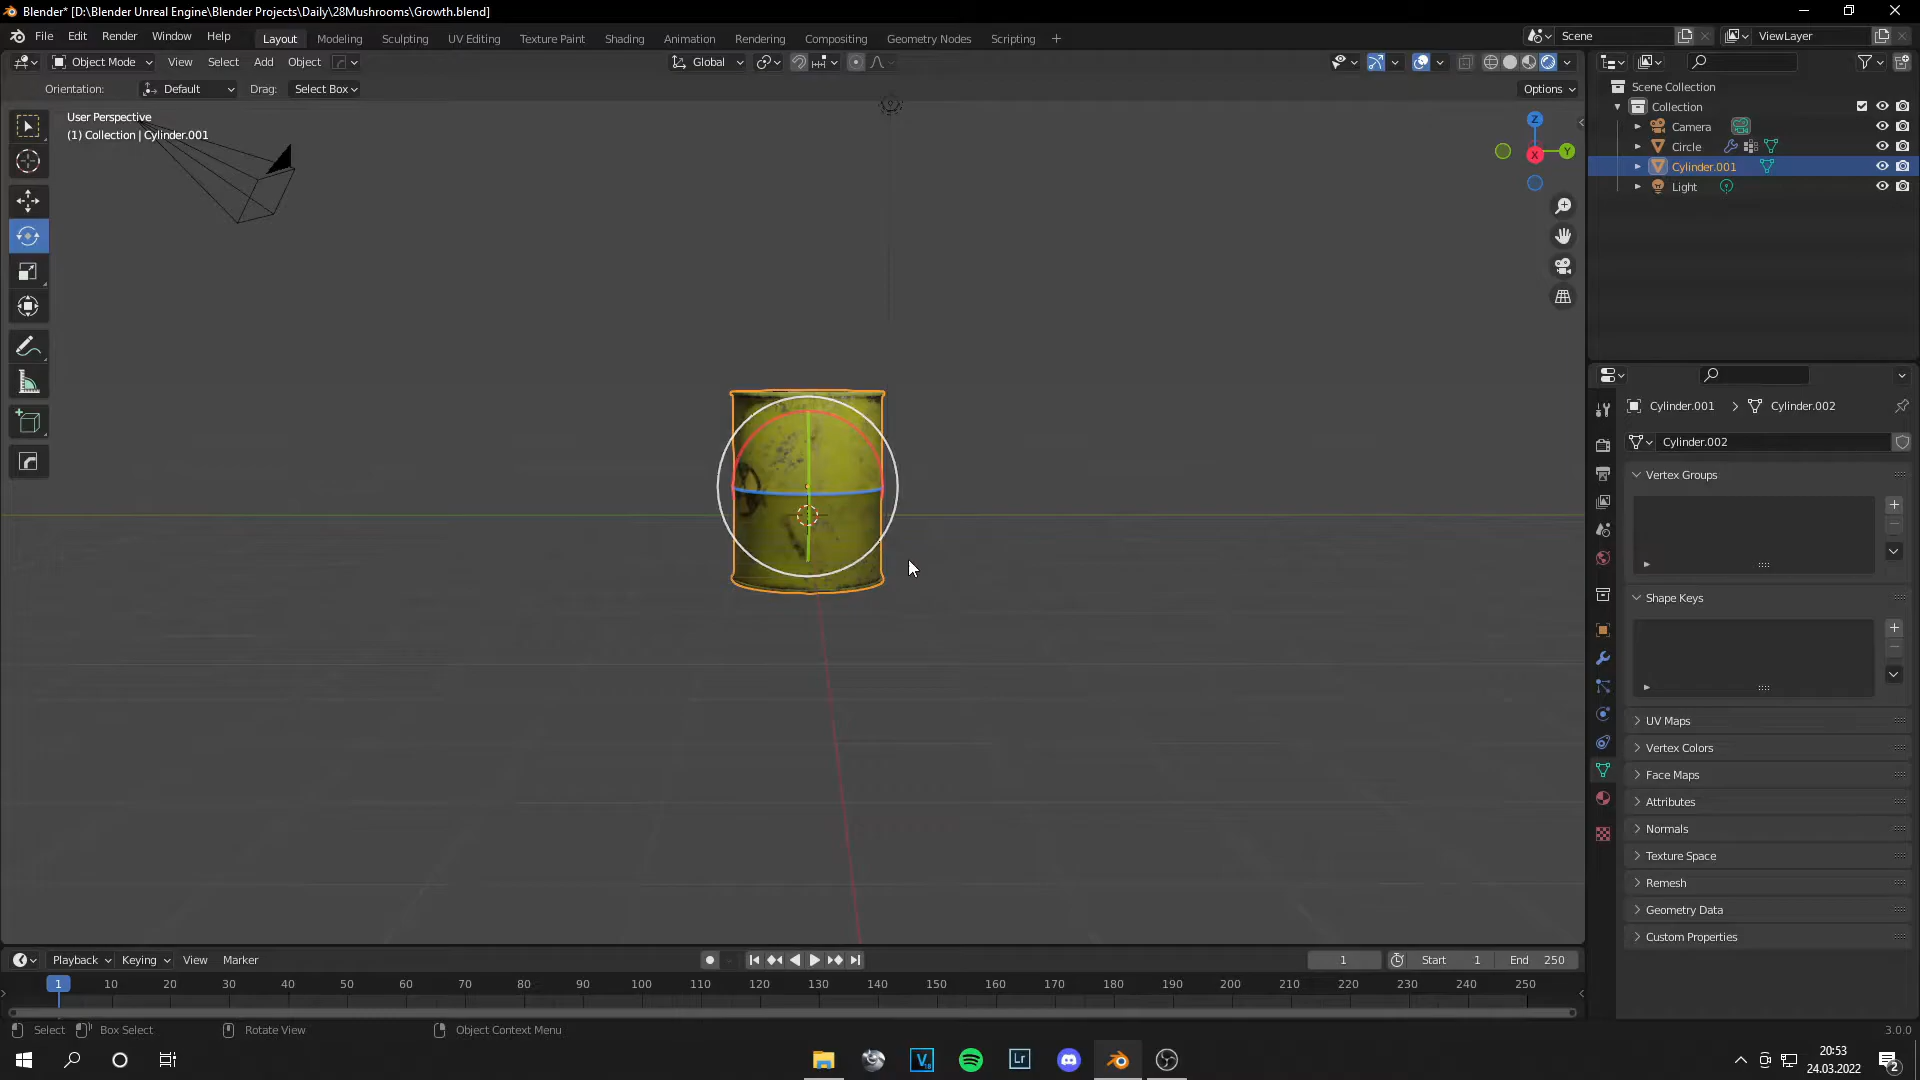 Blender* [D:\Blender Unreal Engine\Blender Projects\Daily\28Mushrooms\Growth.blend]
File Edit Render Window Help Layout Modeling Sculpting UV Editing Texture Paint Shading Animation Rendering Compositing Geometry Nodes Scripting + Scene ViewLayer
Object Mode View Select Add Object Global
Orientation: Default Drag: Select Box Options
User Perspective
(1) Collection | Cylinder.001
Z
Y
X
Scene Collection
Collection
Camera
Circle
Cylinder.001
Light
Cylinder.001 > Cylinder.002
Cylinder.002
Vertex Groups
Shape Keys
UV Maps
Vertex Colors
Face Maps
Attributes
Normals
Texture Space
Remesh
Geometry Data
Custom Properties
Playback Keying View Marker 1 Start 1 End 250
1 10 20 30 40 50 60 70 80 90 100 110 120 130 140 150 160 170 180 190 200 210 220 230 240 250
Select Box Select Rotate View Object Context Menu 3.0.0
Lr
20:53
24.03.2022
2